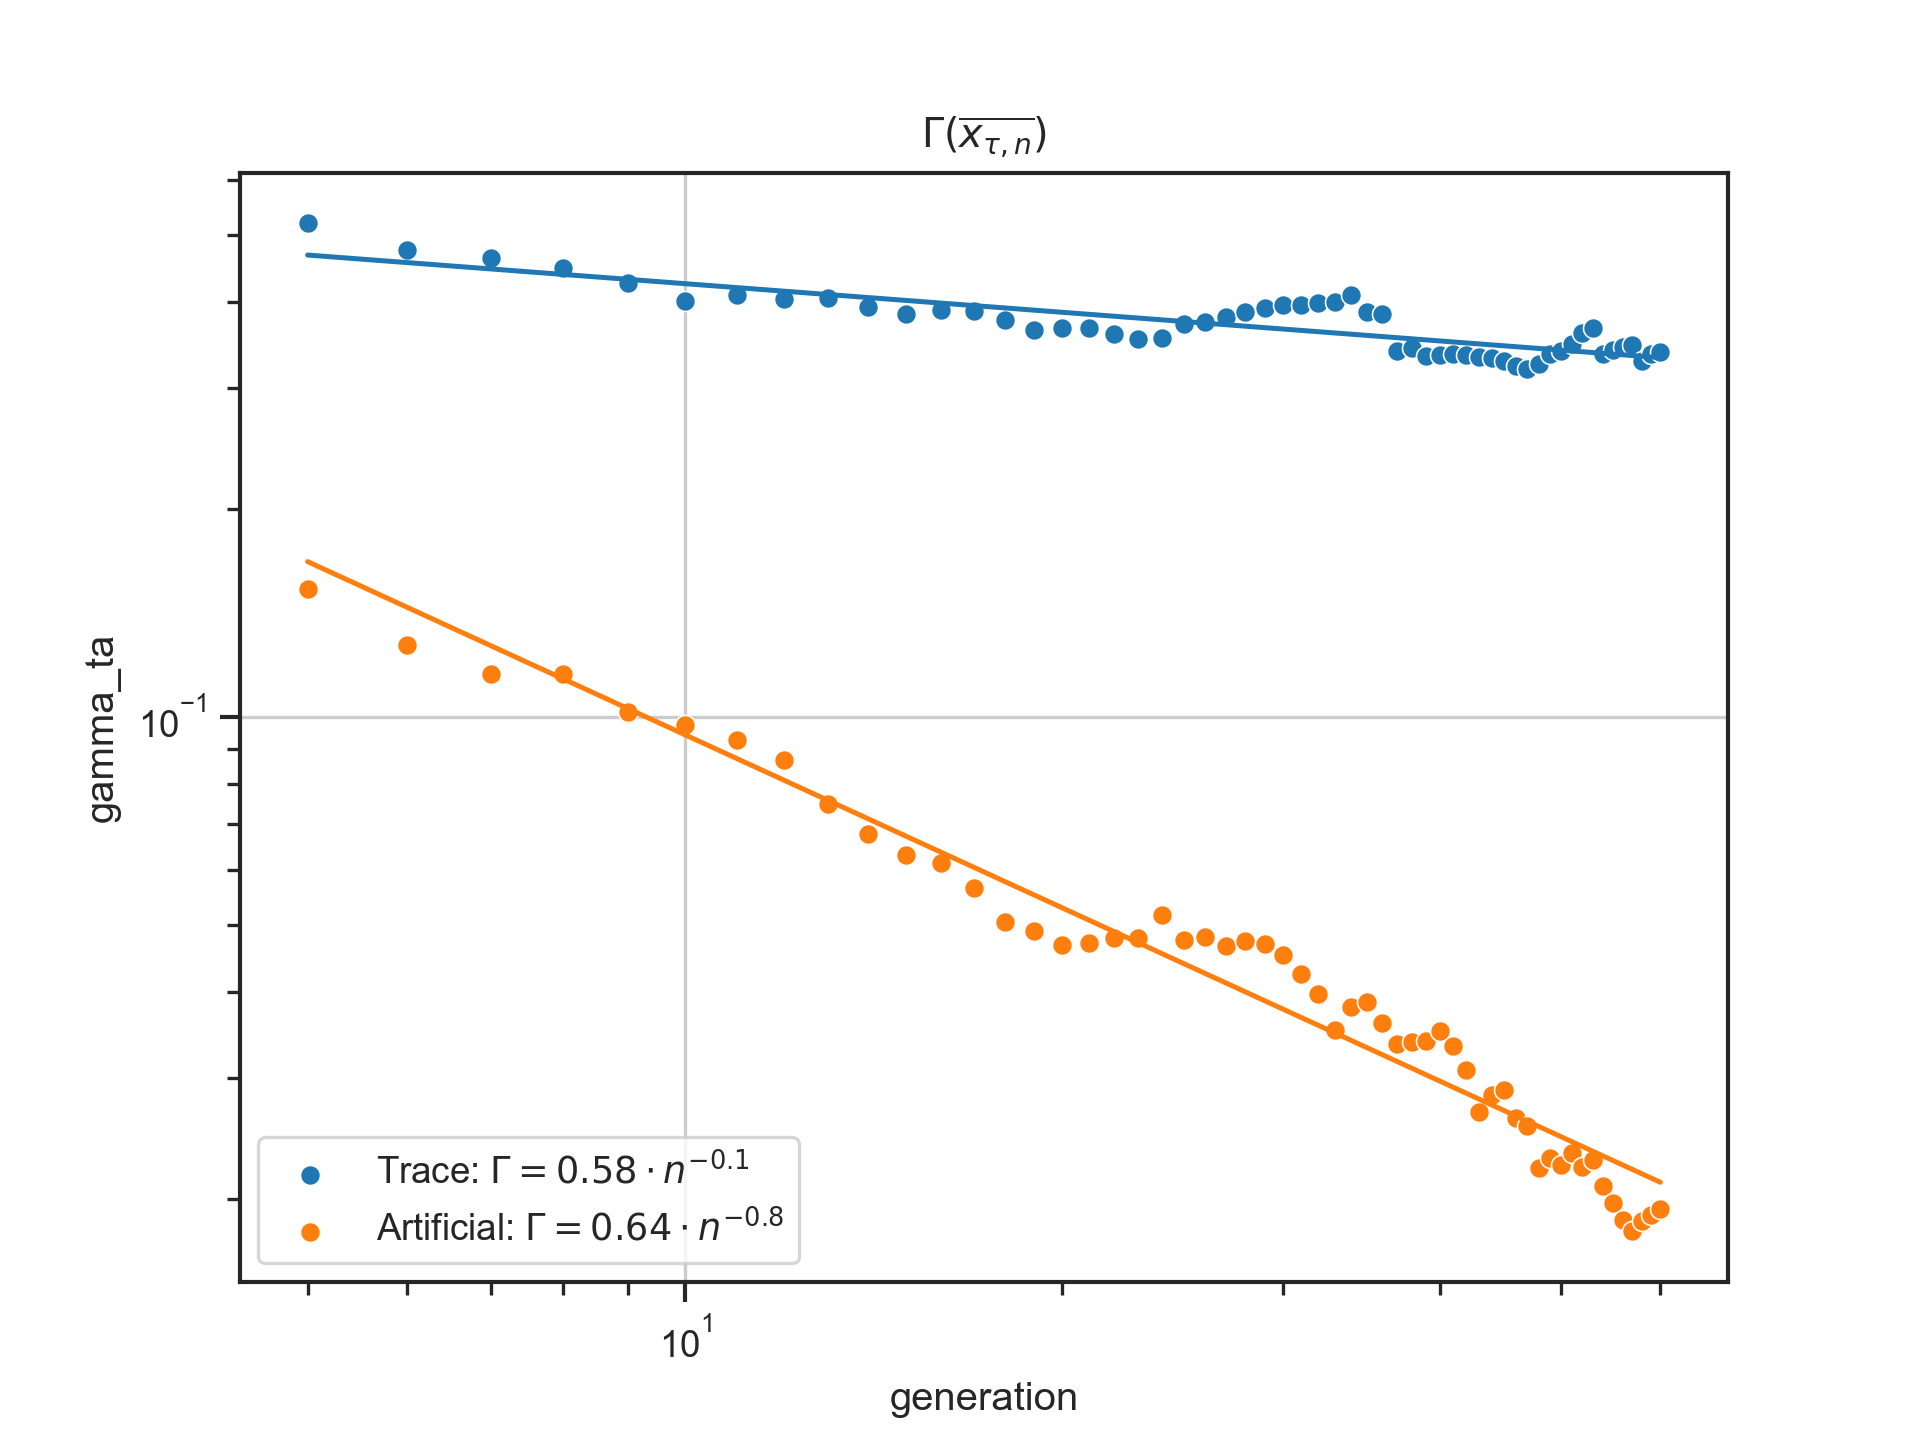 Γ(x̅τ,n)
gamma_ta
10⁻¹
Trace: Γ = 0.58 · n⁻⁰·¹
Artificial: Γ = 0.64 · n⁻⁰·⁸
10¹
generation